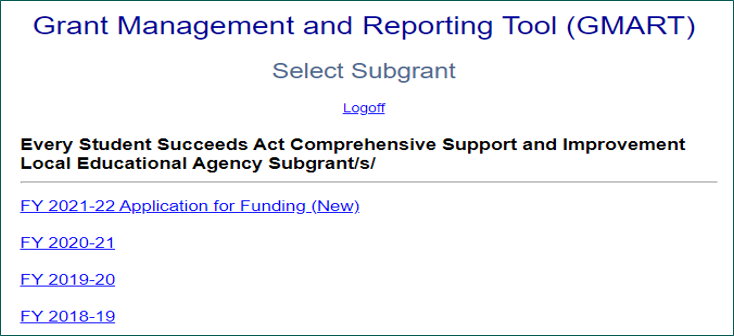 Grant Management and Reporting Tool (GMART)
Select Subgrant
Logoff
Every Student Succeeds Act Comprehensive Support and Improvement
Local Educational Agency Subgrant/s/
FY 2021-22 Application for Funding (New)
FY 2020-21
FY 2019-20
FY 2018-19